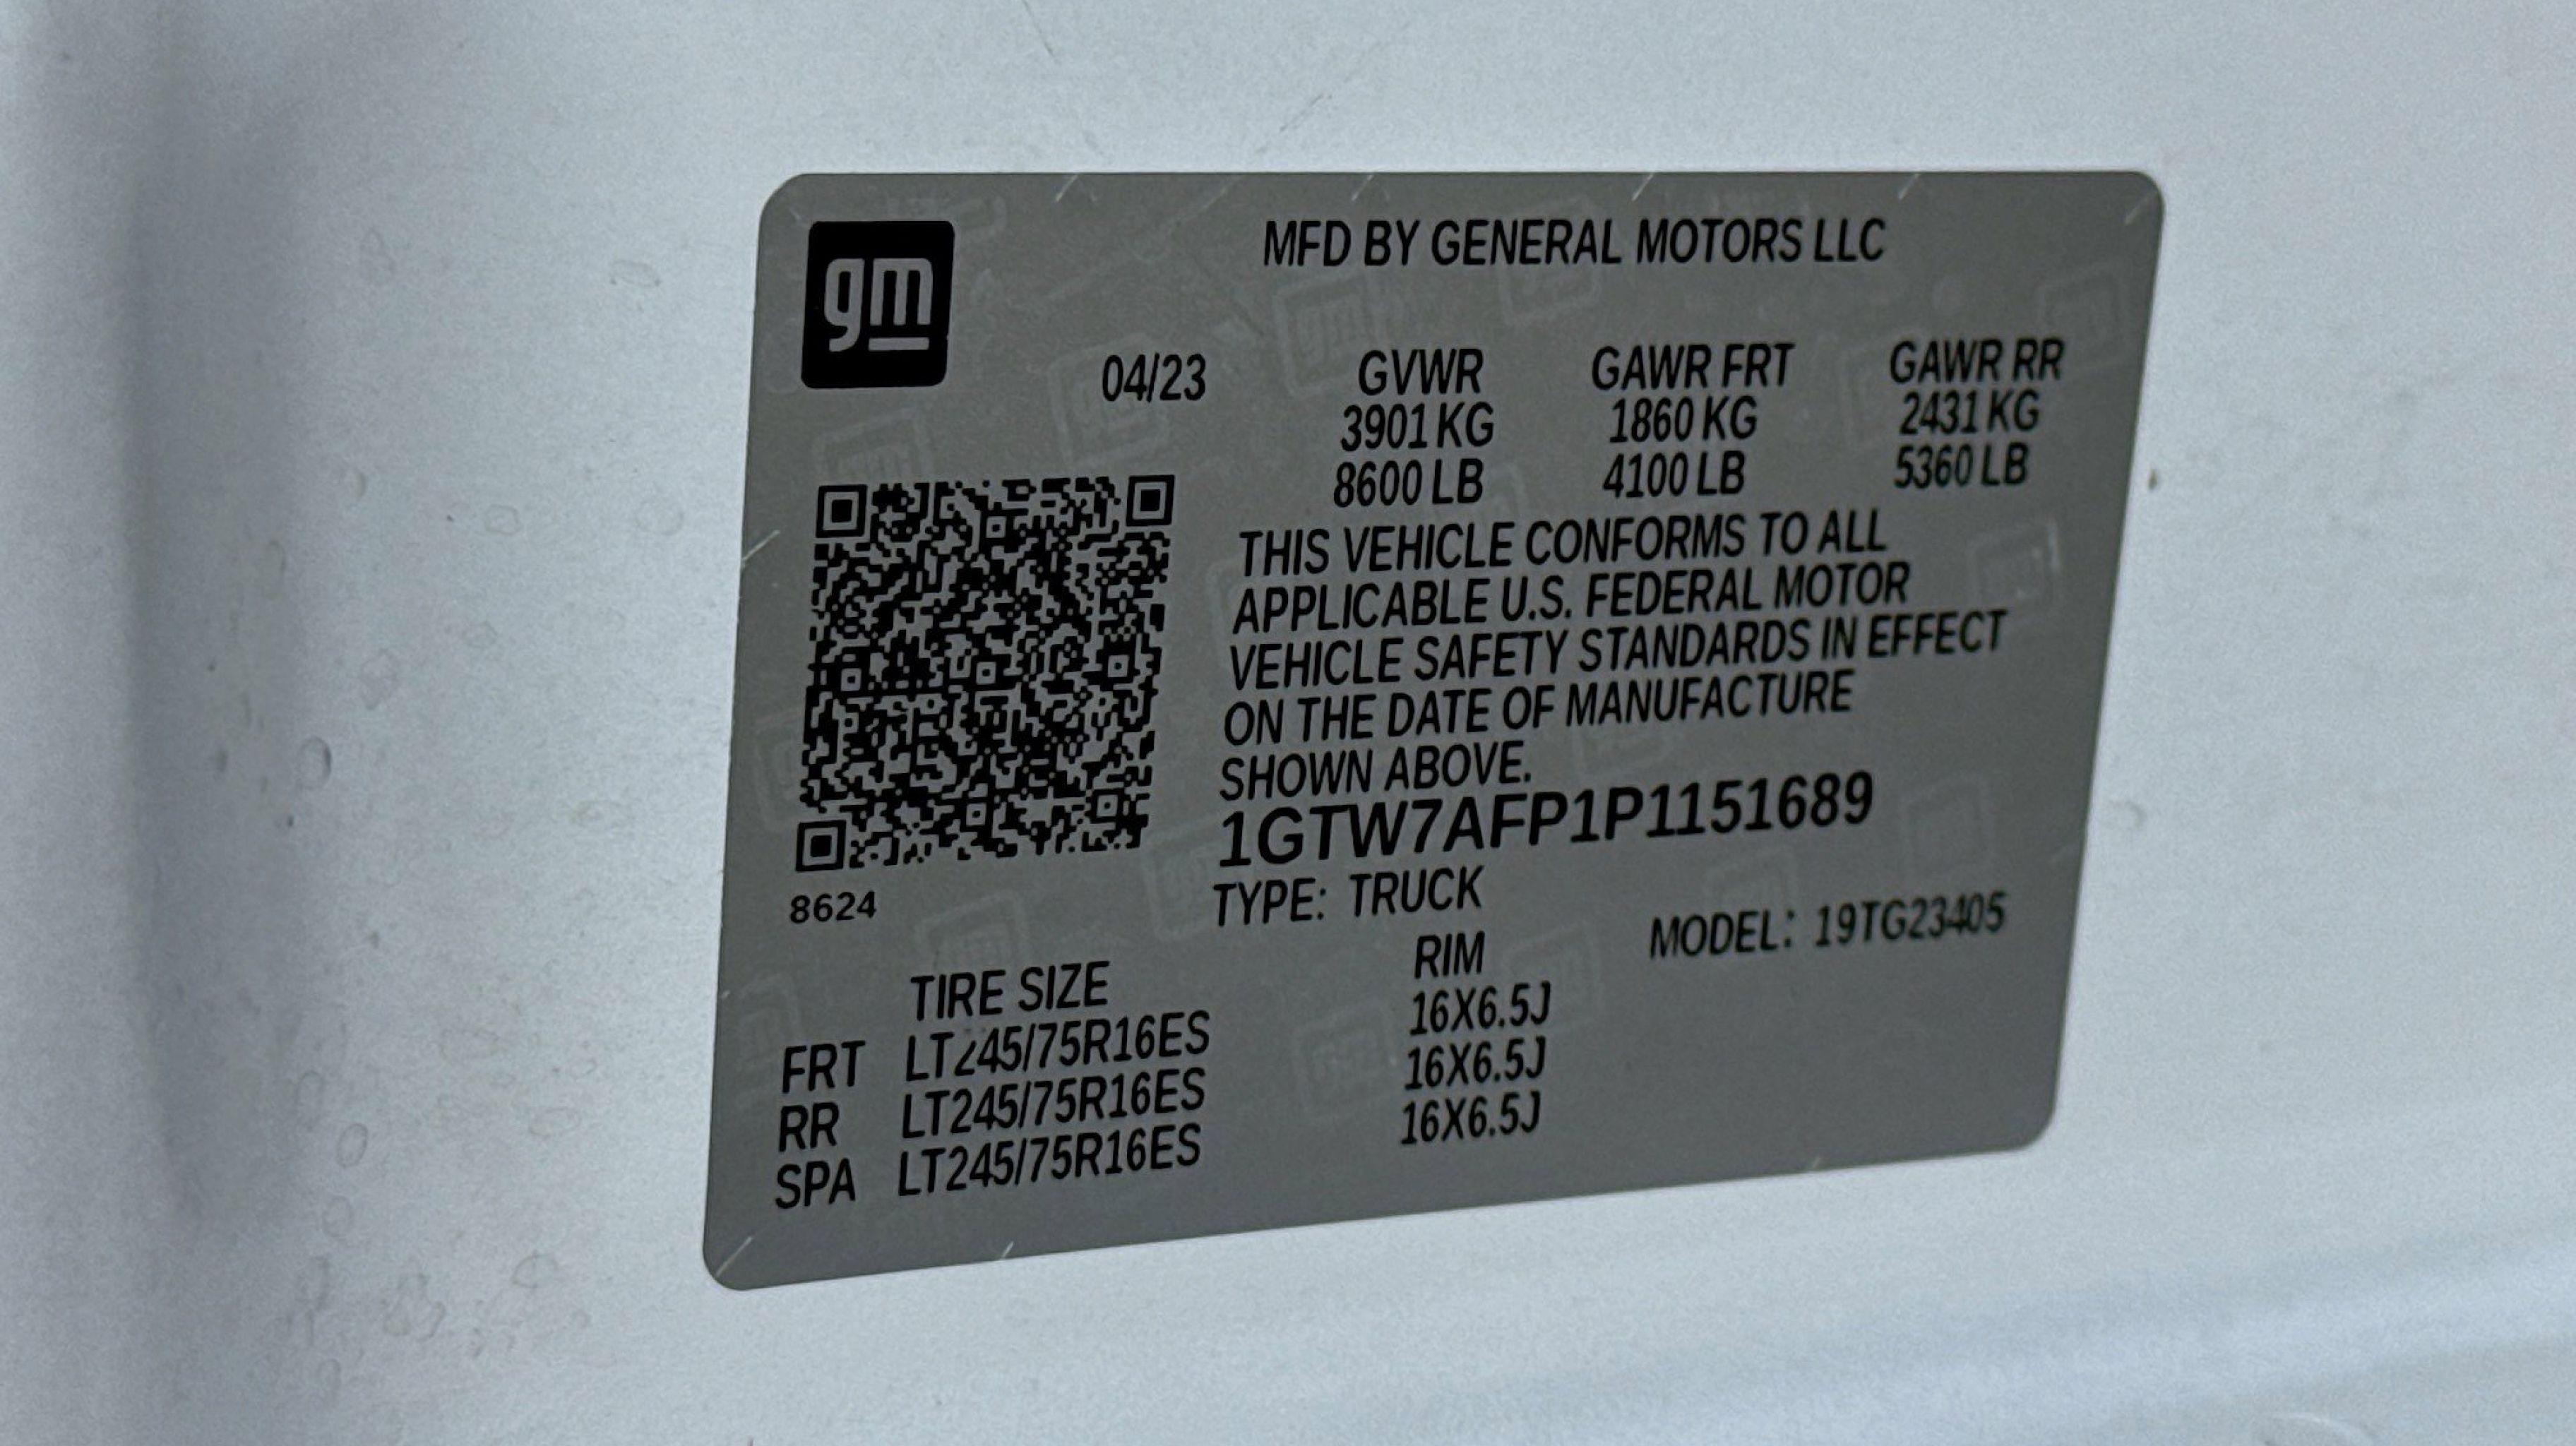 gm
MFD BY GENERAL MOTORS LLC
04/23 GVWR GAWR FRT GAWR RR
3901 KG 1860 KG 2431 KG
8600 LB 4100 LB 5360 LB
THIS VEHICLE CONFORMS TO ALL
APPLICABLE U.S. FEDERAL MOTOR
VEHICLE SAFETY STANDARDS IN EFFECT
ON THE DATE OF MANUFACTURE
SHOWN ABOVE.
1GTW7AFP1P1151689
8624
TYPE: TRUCK MODEL: 19TG23405
TIRE SIZE RIM
FRT LT245/75R16ES 16X6.5J
RR LT245/75R16ES 16X6.5J
SPA LT245/75R16ES 16X6.5J